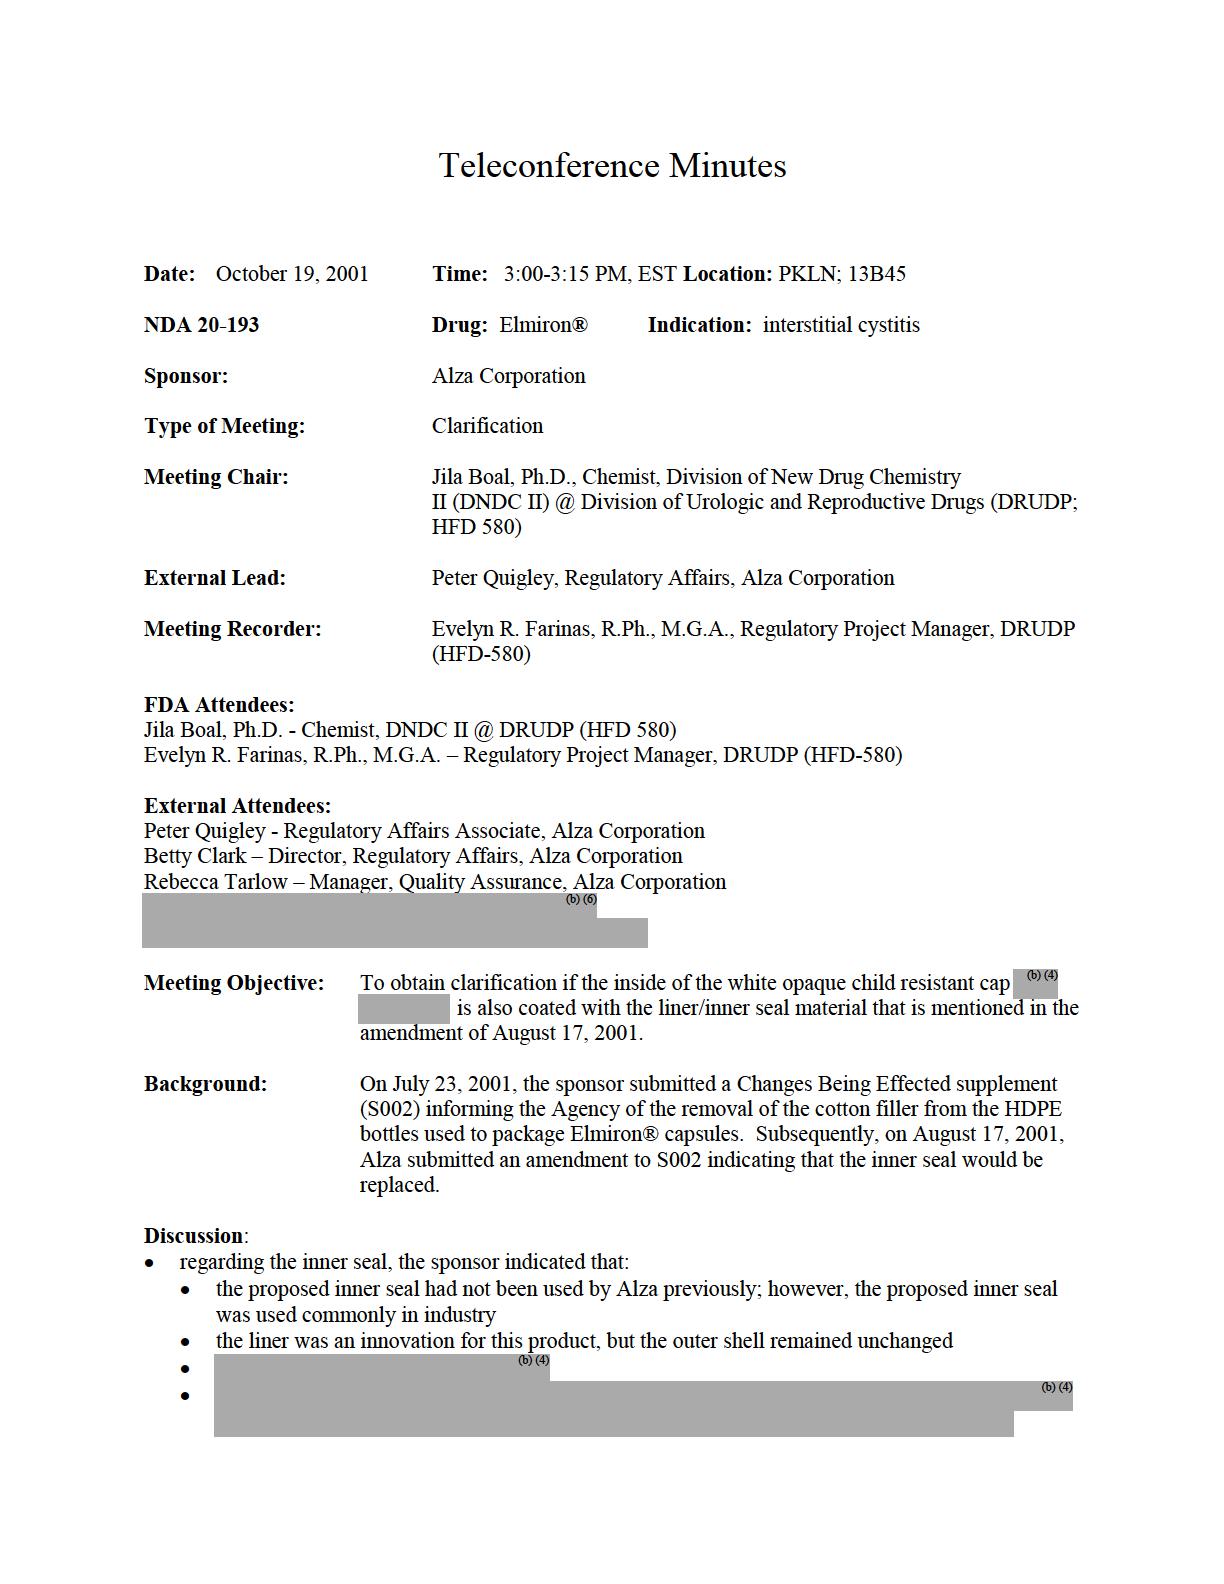 Teleconference Minutes
Date: October 19, 2001 Time: 3:00-3:15 PM, EST Location: PKLN; 13B45
NDA 20-193 Drug: Elmiron® Indication: interstitial cystitis
Sponsor: Alza Corporation
Type of Meeting: Clarification
Meeting Chair: Jila Boal, Ph.D., Chemist, Division of New Drug Chemistry
II (DNDC II) @ Division of Urologic and Reproductive Drugs (DRUDP;
HFD 580)
External Lead: Peter Quigley, Regulatory Affairs, Alza Corporation
Meeting Recorder: Evelyn R. Farinas, R.Ph., M.G.A., Regulatory Project Manager, DRUDP
(HFD-580)
FDA Attendees:
Jila Boal, Ph.D. - Chemist, DNDC II @ DRUDP (HFD 580)
Evelyn R. Farinas, R.Ph., M.G.A. – Regulatory Project Manager, DRUDP (HFD-580)
External Attendees:
Peter Quigley - Regulatory Affairs Associate, Alza Corporation
Betty Clark – Director, Regulatory Affairs, Alza Corporation
Rebecca Tarlow – Manager, Quality Assurance, Alza Corporation
(b) (6)
Meeting Objective: To obtain clarification if the inside of the white opaque child resistant cap (b) (4)
is also coated with the liner/inner seal material that is mentioned in the
amendment of August 17, 2001.
Background: On July 23, 2001, the sponsor submitted a Changes Being Effected supplement
(S002) informing the Agency of the removal of the cotton filler from the HDPE
bottles used to package Elmiron® capsules. Subsequently, on August 17, 2001,
Alza submitted an amendment to S002 indicating that the inner seal would be
replaced.
Discussion:
• regarding the inner seal, the sponsor indicated that:
• the proposed inner seal had not been used by Alza previously; however, the proposed inner seal
was used commonly in industry
• the liner was an innovation for this product, but the outer shell remained unchanged
• (b) (4)
• (b) (4)